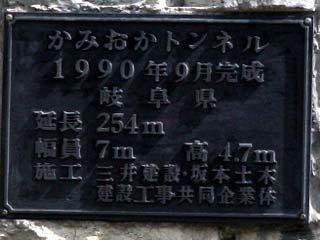 かみおかトンネル
1990年9月完成
岐阜県
延長 254m
幅員 7m 高 4.7m
施工 三井建設・坂本土木
建設工事共同企業体